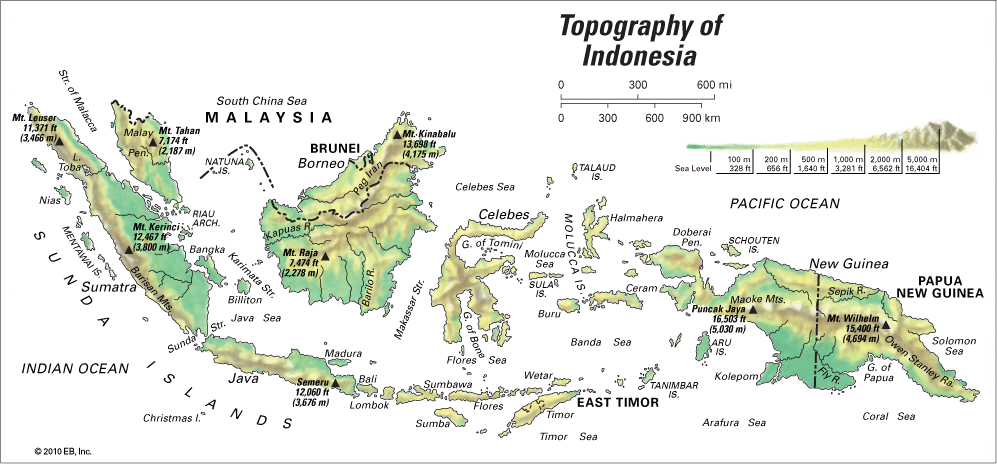 Topography of
Indonesia
0 300 600 mi
0 300 600 900 km
Sea Level
100 m
328 ft
200 m
656 ft
500 m
1,640 ft
1,000 m
3,281 ft
2,000 m
6,562 ft
5,000 m
16,404 ft
Str. of Malacca
South China Sea
MALAYSIA
Mt. Leuser
11,371 ft
(3,466 m)
Malay
Pen.
Mt. Tahan
7,174 ft
(2,187 m)
L.
Toba
NATUNA
IS.
BRUNEI
Borneo
Mt. Kinabalu
13,698 ft
(4,175 m)
Peg. Iran
Celebes Sea
TALAUD
IS.
PACIFIC OCEAN
Nias
RIAU
ARCH.
Kapuas R.
Celebes
MOLUCCA IS.
Halmahera
Mt. Kerinci
12,467 ft
(3,800 m)
MENTAWAI IS.
Bangka
Karimata Str.
Mt. Raja
7,474 ft
(2,278 m)
G. of Tomini
Molucca
Sea
Doberai
Pen.
SCHOUTEN
IS.
New Guinea
SUNDA ISLANDS
Sumatra
Barisan Mts.
Billiton
Barito R.
Makassar Str.
SULA
IS.
Ceram
Buru
Maoke Mts.
Sepik R.
PAPUA
NEW GUINEA
Puncak Jaya
16,503 ft
(5,030 m)
Mt. Wilhelm
15,400 ft
(4,694 m)
Java Sea
Sunda Str.
G. of Bone
Banda Sea
ARU
IS.
Owen Stanley Ra.
Solomon
Sea
INDIAN OCEAN
Madura
Flores Sea
Java
Semeru
12,060 ft
(3,676 m)
Bali
Lombok
Sumbawa
Flores
Wetar
TANIMBAR
IS.
Kolepom
Fly R.
G. of
Papua
EAST TIMOR
Christmas I.
Sumba
Timor
Timor Sea
Arafura Sea
Coral Sea
© 2010 EB, Inc.